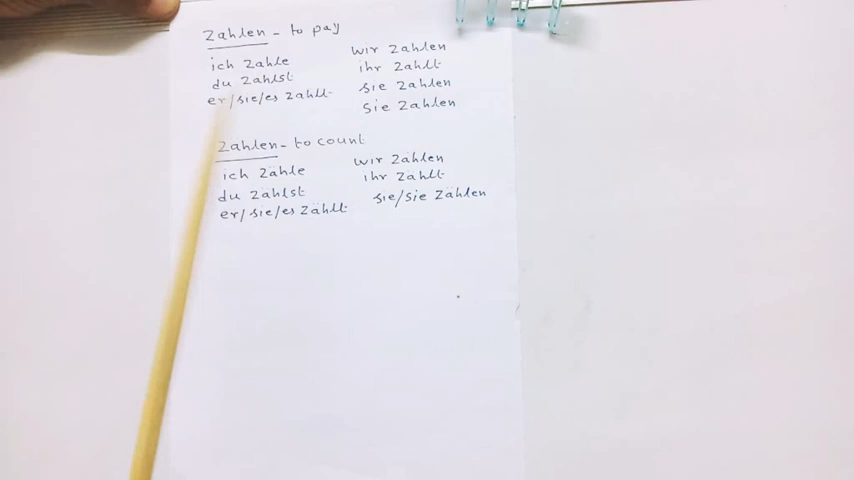 Zahlen - to pay
ich Zahle
du Zahlst
er/sie/es Zahlt
wir Zahlen
ihr Zahlt
sie Zahlen
sie Zahlen
Zählen - to count
ich Zähle
du Zählst
er/sie/es Zählt
wir Zählen
ihr Zählt
sie/sie Zählen